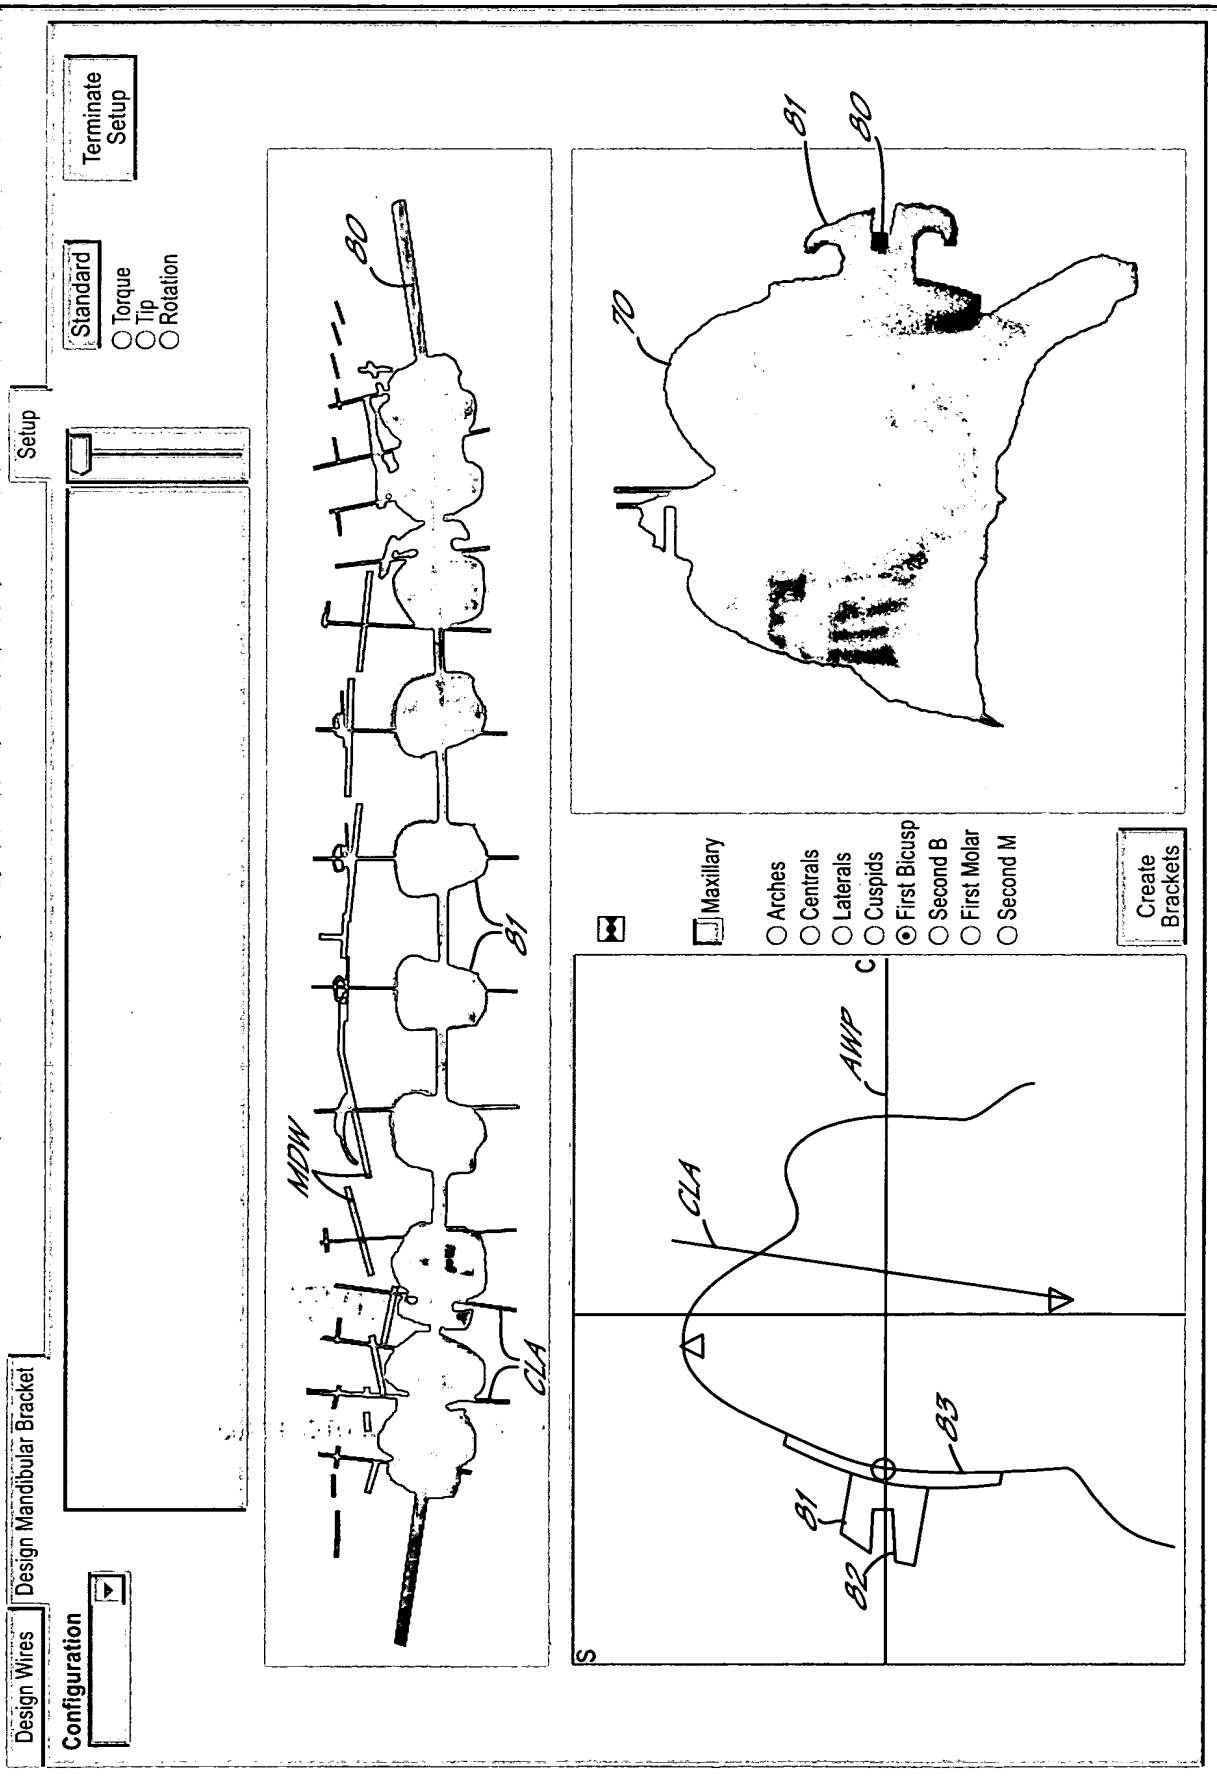 Design Wires
Design Mandibular Bracket
Setup
Configuration
Standard
Torque
Tip
Rotation
Terminate
Setup
MDW
80
81
CLA
S
C
AWP
CLA
81
82
83
Maxillary
Arches
Centrals
Laterals
Cuspids
First Bicusp
Second B
First Molar
Second M
Create
Brackets
70
81
80